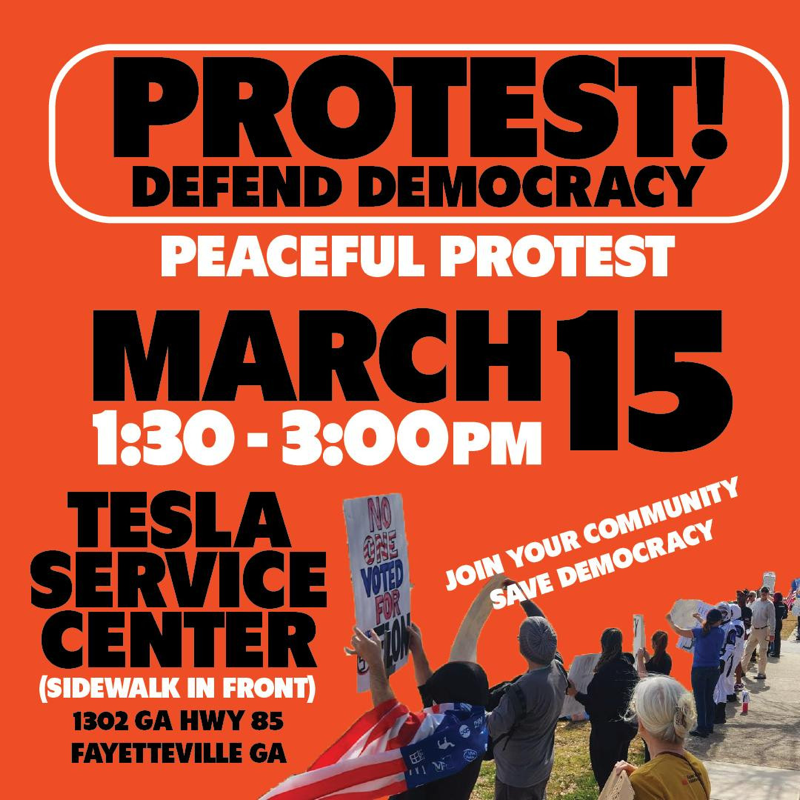 PROTEST!
DEFEND DEMOCRACY
PEACEFUL PROTEST
MARCH 15
1:30 - 3:00PM
TESLA
SERVICE
CENTER
(SIDEWALK IN FRONT)
1302 GA HWY 85
FAYETTEVILLE GA
JOIN YOUR COMMUNITY
SAVE DEMOCRACY
NO
ONE
VOTED
FOR